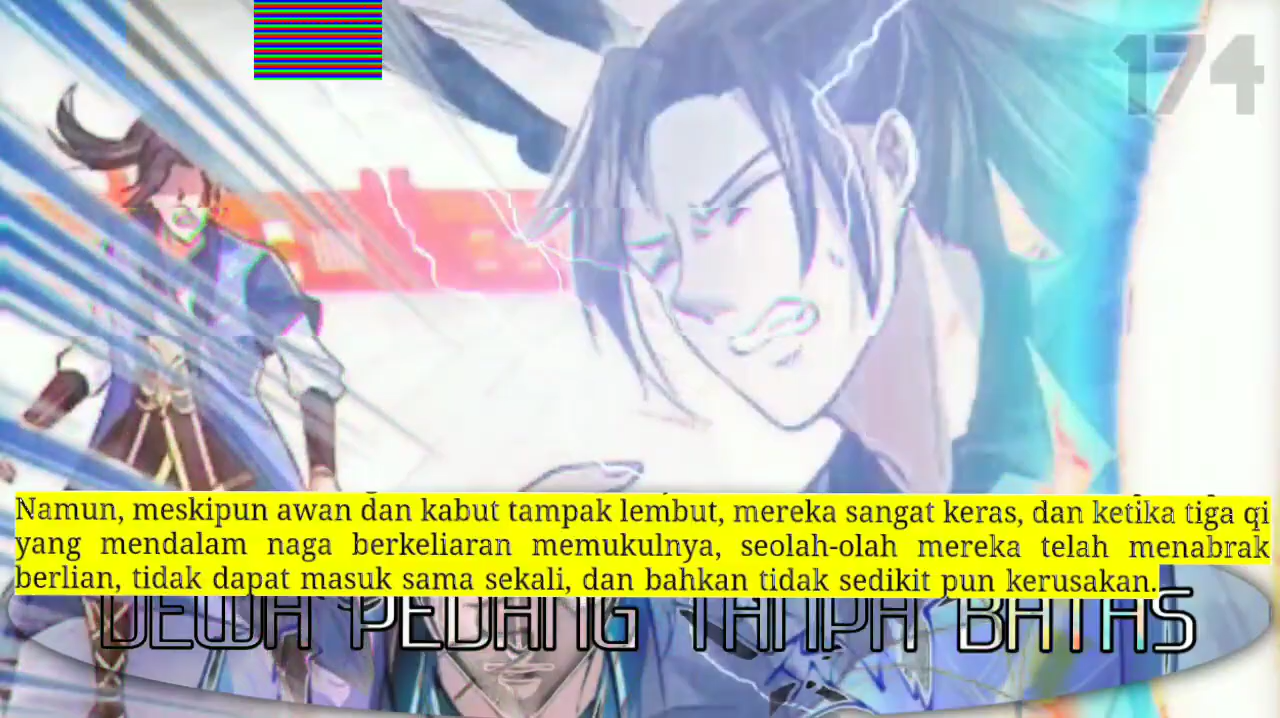 174
Namun, meskipun awan dan kabut tampak lembut, mereka sangat keras, dan ketika tiga qi
yang mendalam naga berkeliaran memukulnya, seolah-olah mereka telah menabrak
berlian, tidak dapat masuk sama sekali, dan bahkan tidak sedikit pun kerusakan.
DEWA PEDANG TANPA BATAS